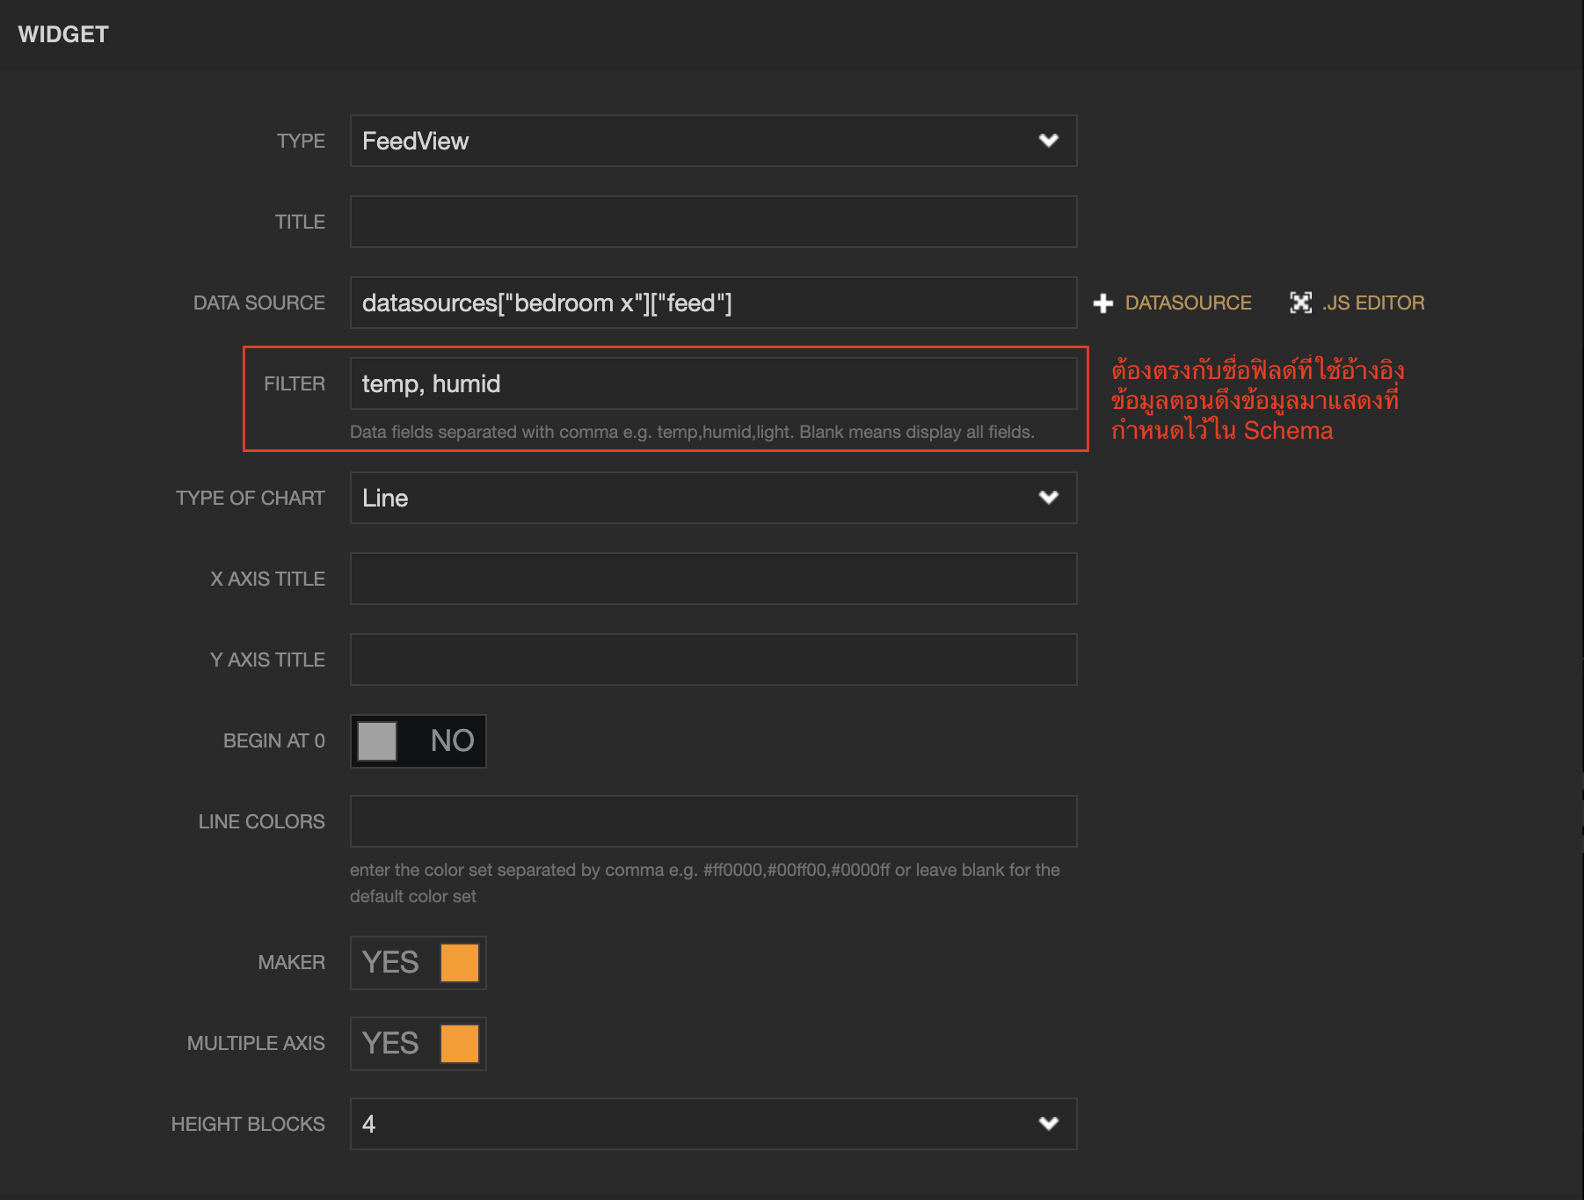 WIDGET
TYPE
FeedView
TITLE
DATA SOURCE
datasources["bedroom x"]["feed"]
DATASOURCE
.JS EDITOR
FILTER
temp, humid
Data fields separated with comma e.g. temp,humid,light. Blank means display all fields.
ต้องตรงกับชื่อฟิลด์ที่ใช้อ้างอิง
ข้อมูลตอนดึงข้อมูลมาแสดงที่
กำหนดไว้ใน Schema
TYPE OF CHART
Line
X AXIS TITLE
Y AXIS TITLE
BEGIN AT 0
NO
LINE COLORS
enter the color set separated by comma e.g. #ff0000,#00ff00,#0000ff or leave blank for the
default color set
MAKER
YES
MULTIPLE AXIS
YES
HEIGHT BLOCKS
4